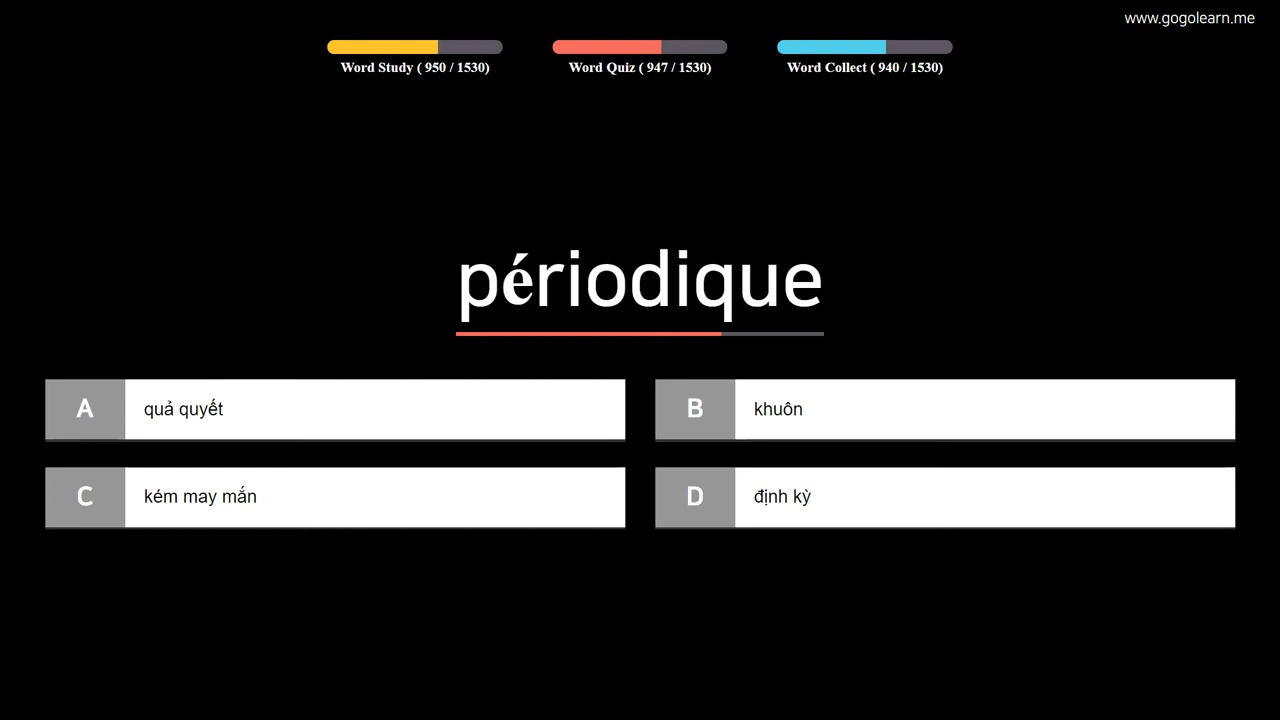 www.gogolearn.me
Word Study ( 950 / 1530)
Word Quiz ( 947 / 1530)
Word Collect ( 940 / 1530)
périodique
A quả quyết
B khuôn
C kém may mắn
D định kỳ